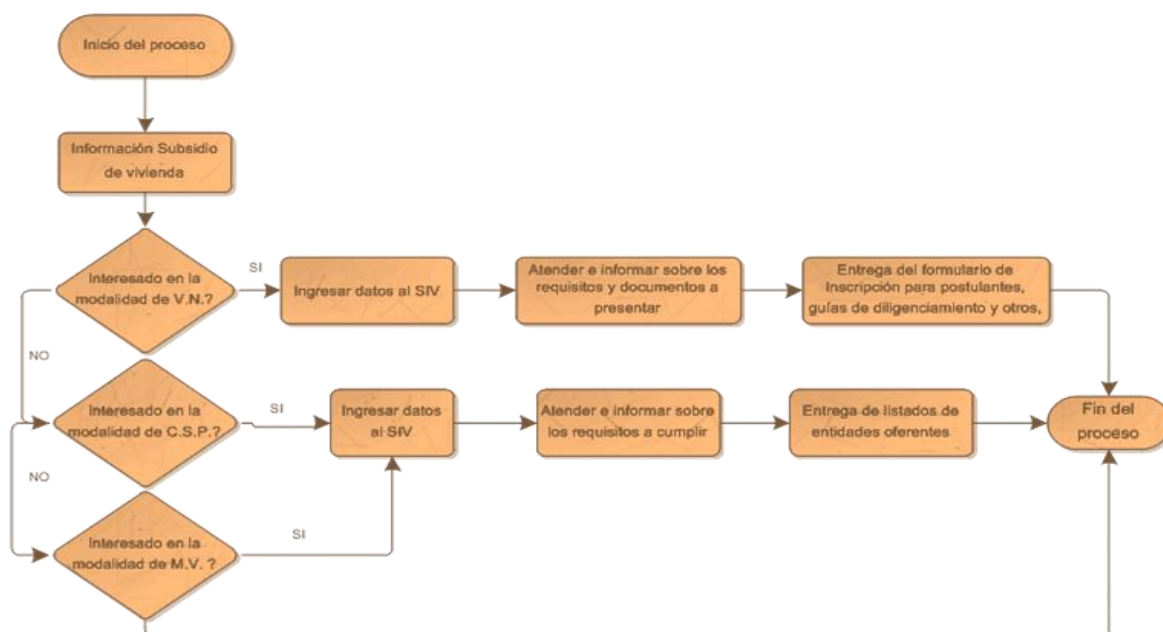 Inicio del proceso
Información Subsidio
de vivienda
Interesado en la
modalidad de V.N.?
SI
Ingresar datos al SIV
Atender e informar sobre los
requisitos y documentos a
presentar
Entrega del formulario de
Inscripción para postulantes,
guías de diligenciamiento y otros,
NO
Interesado en la
modalidad de C.S.P.?
SI
Ingresar datos
al SIV
Atender e informar sobre
los requisitos a cumplir
Entrega de listados de
entidades oferentes
Fin del
proceso
NO
Interesado en la
modalidad de M.V. ?
SI